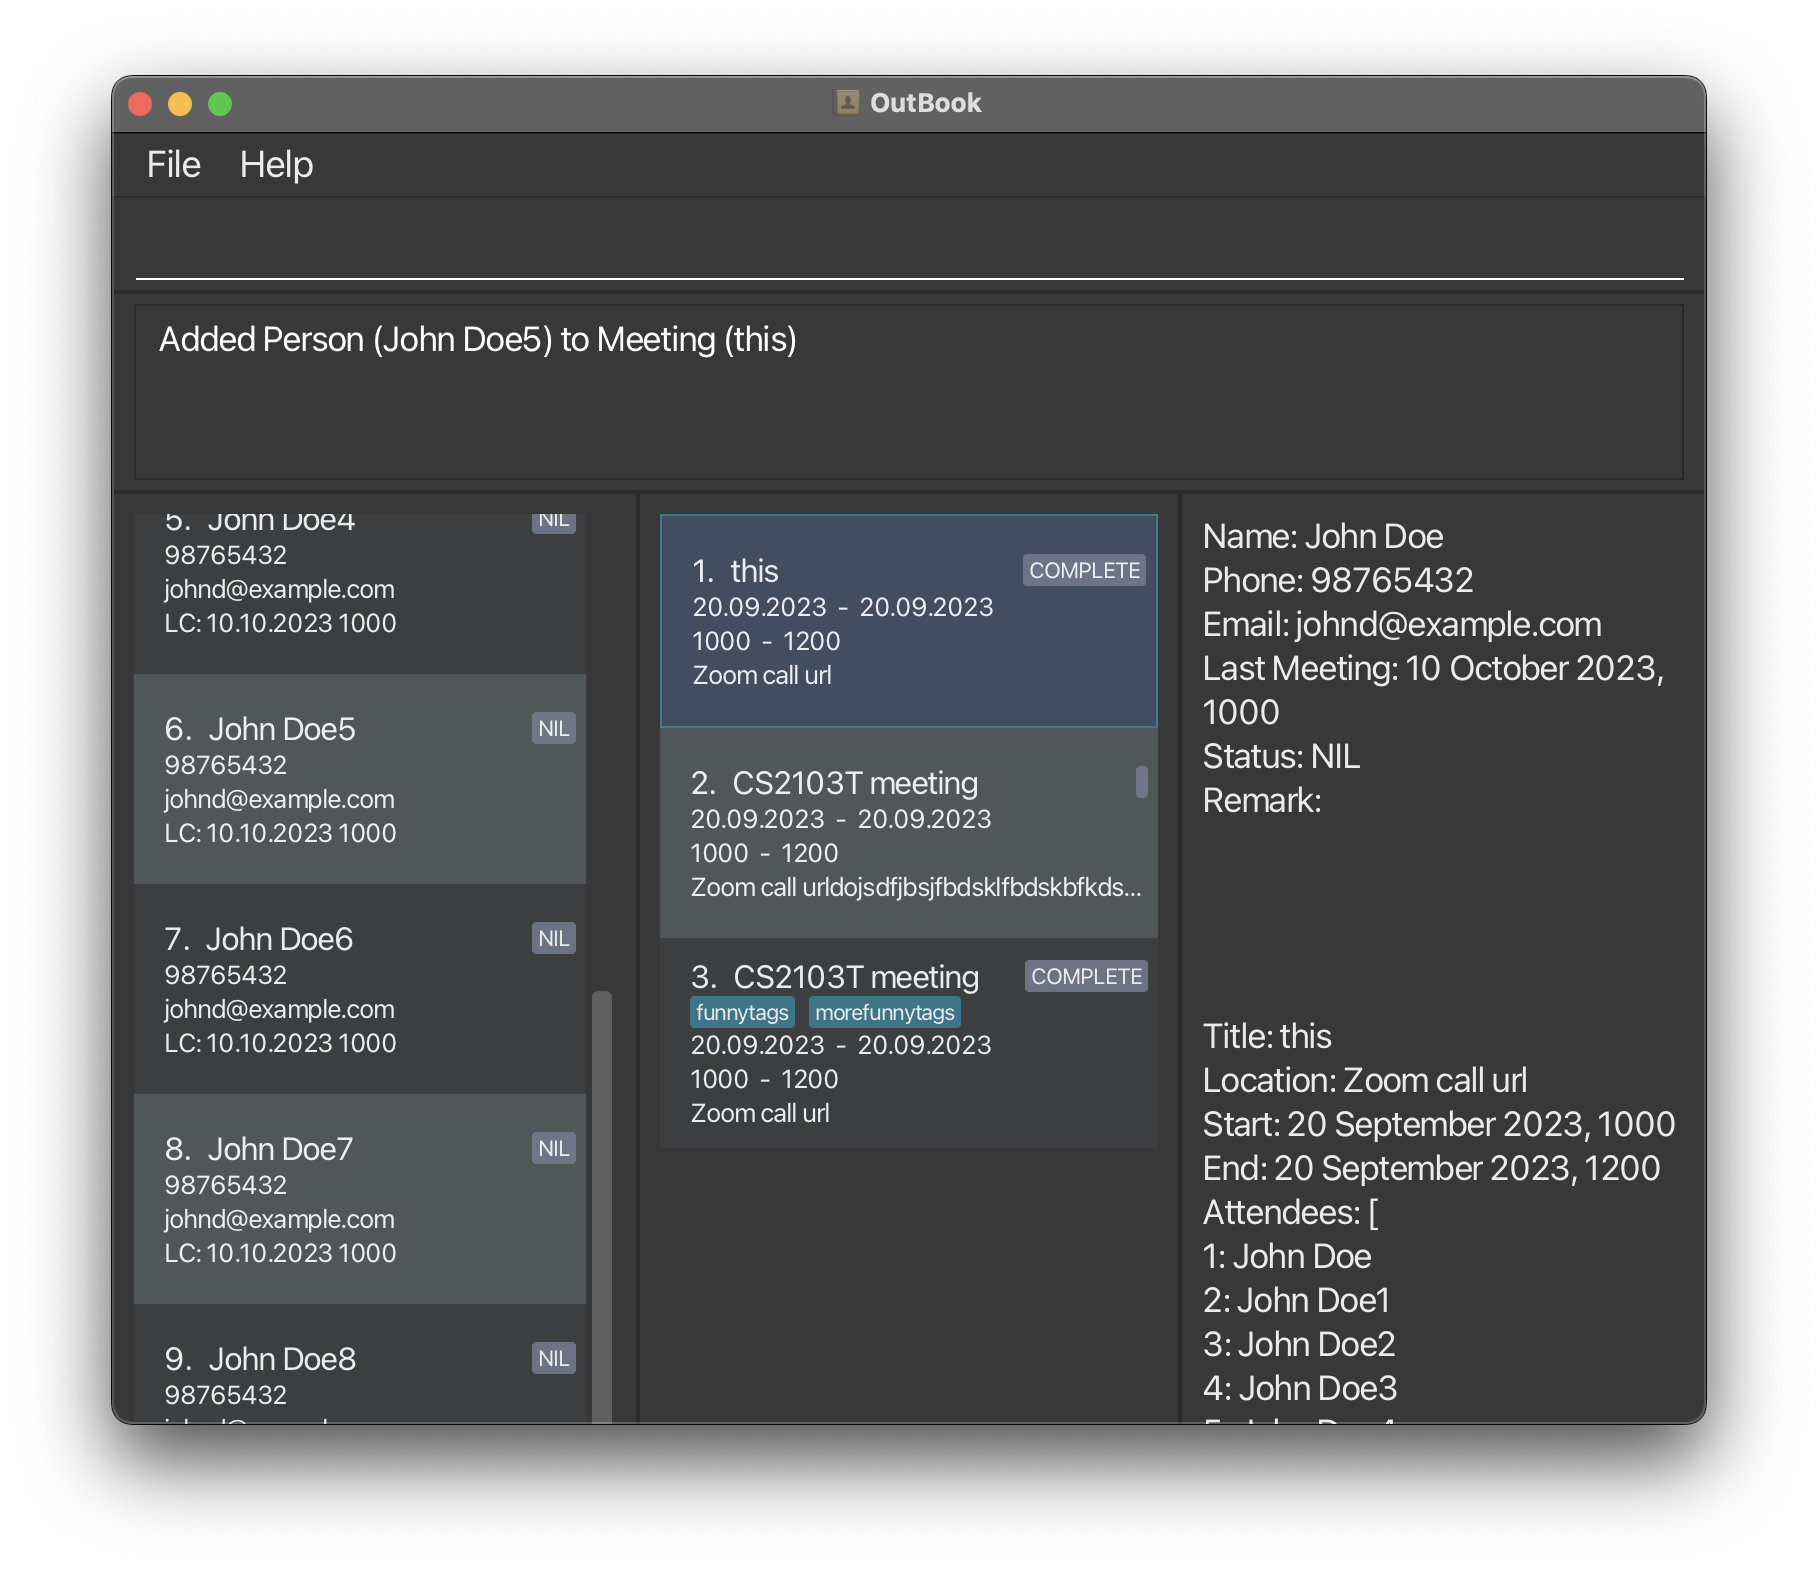 OutBook
File Help
Added Person (John Doe5) to Meeting (this)
5. John Doe4 NIL
98765432
johnd@example.com
LC: 10.10.2023 1000
6. John Doe5 NIL
98765432
johnd@example.com
LC: 10.10.2023 1000
7. John Doe6 NIL
98765432
johnd@example.com
LC: 10.10.2023 1000
8. John Doe7 NIL
98765432
johnd@example.com
LC: 10.10.2023 1000
9. John Doe8 NIL
98765432
1. this COMPLETE
20.09.2023 - 20.09.2023
1000 - 1200
Zoom call url
2. CS2103T meeting
20.09.2023 - 20.09.2023
1000 - 1200
Zoom call urldojsdfjbsjfbdsklfbdskbfkds...
3. CS2103T meeting COMPLETE
funnytags morefunnytags
20.09.2023 - 20.09.2023
1000 - 1200
Zoom call url
Name: John Doe
Phone: 98765432
Email: johnd@example.com
Last Meeting: 10 October 2023,
1000
Status: NIL
Remark:
Title: this
Location: Zoom call url
Start: 20 September 2023, 1000
End: 20 September 2023, 1200
Attendees: [
1: John Doe
2: John Doe1
3: John Doe2
4: John Doe3